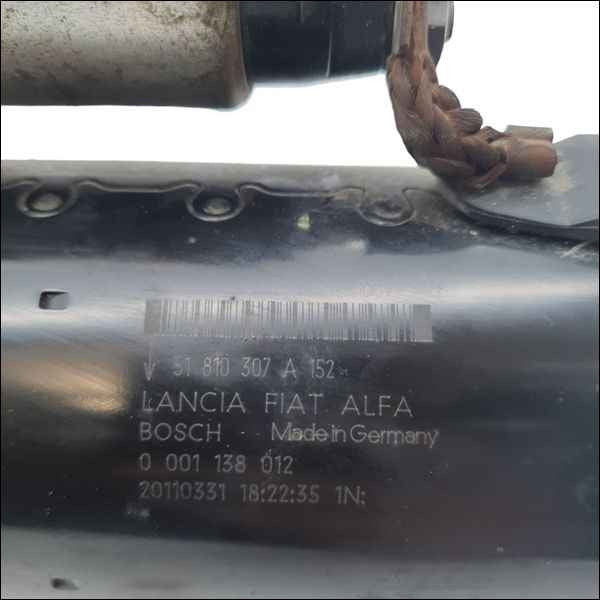 51 810 307 A 152
LANCIA FIAT ALFA
BOSCH Made in Germany
0 001 138 012
20110331 18:22:35 1N: